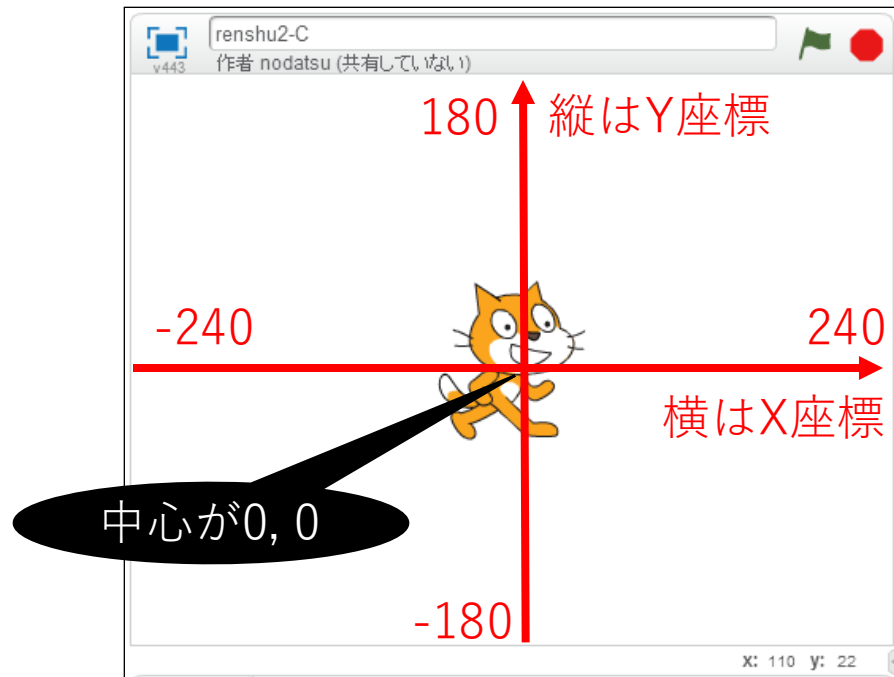 renshu2-C
v443
作者 nodatsu (共有していない)
180 縦はY座標
-240 240
横はX座標
中心が0, 0
-180
x: 110 y: 22